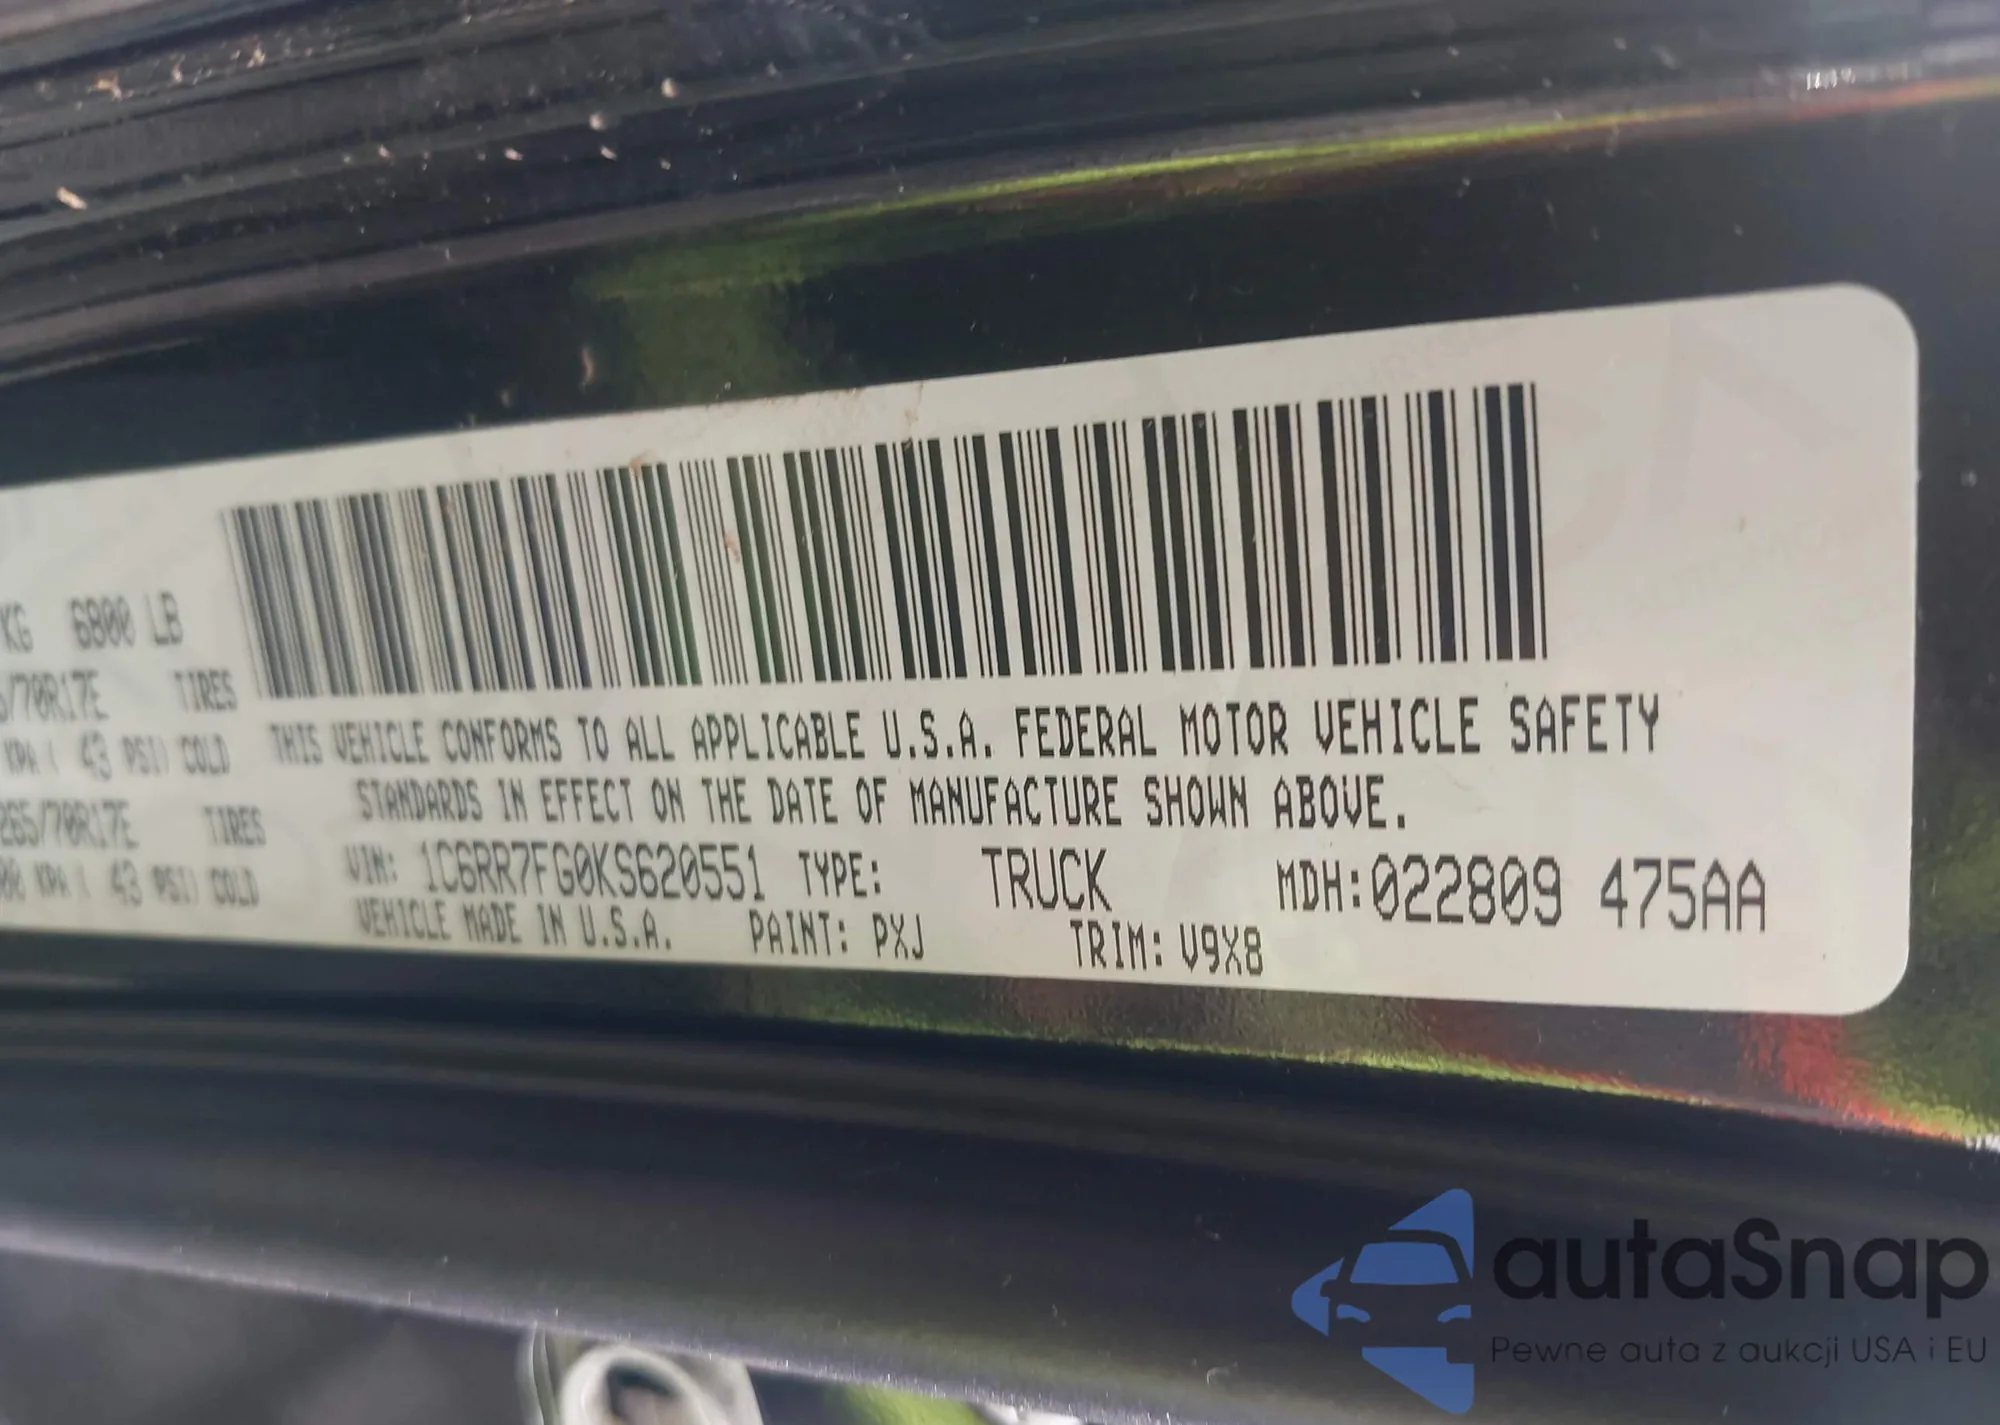 KG 6800 LB
/70R17E TIRES
KPA ( 43 PSI) COLD
265/70R17E TIRES
KPA ( 43 PSI) COLD
THIS VEHICLE CONFORMS TO ALL APPLICABLE U.S.A. FEDERAL MOTOR VEHICLE SAFETY
STANDARDS IN EFFECT ON THE DATE OF MANUFACTURE SHOWN ABOVE.
VIN: 1C6RR7FG0KS620551 TYPE: TRUCK MDH:022809 475AA
VEHICLE MADE IN U.S.A. PAINT: PXJ TRIM: V9X8
autaSnap
Pewne auta z aukcji USA i EU